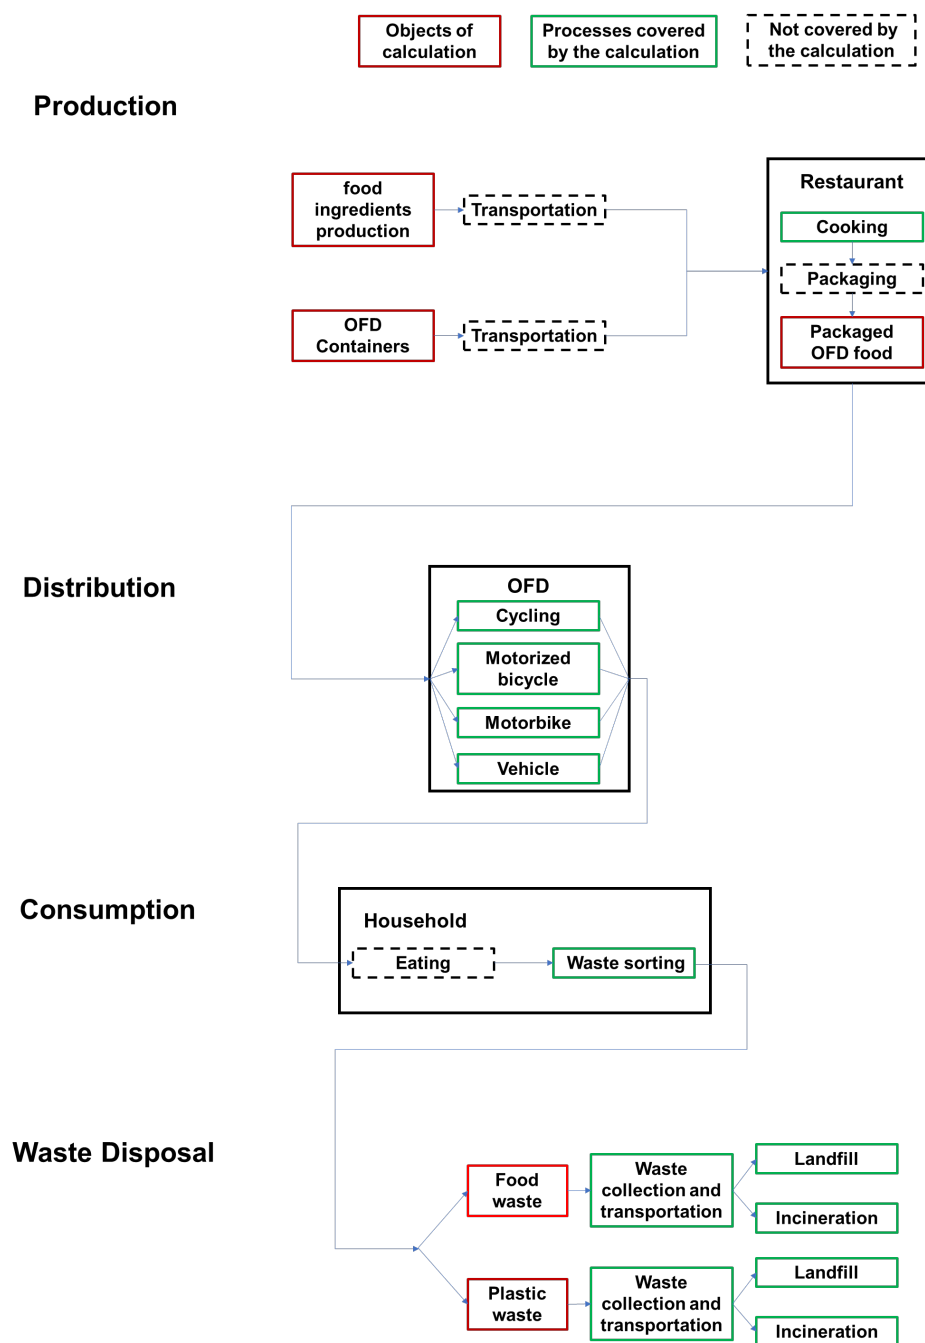 Objects of
calculation
Processes covered
by the calculation
Not covered by
the calculation
Production
food
ingredients
production
Transportation
OFD
Containers
Transportation
Restaurant
Cooking
Packaging
Packaged
OFD food
Distribution
OFD
Cycling
Motorized
bicycle
Motorbike
Vehicle
Consumption
Household
Eating
Waste sorting
Waste Disposal
Food
waste
Waste
collection and
transportation
Landfill
Incineration
Plastic
waste
Waste
collection and
transportation
Landfill
Incineration